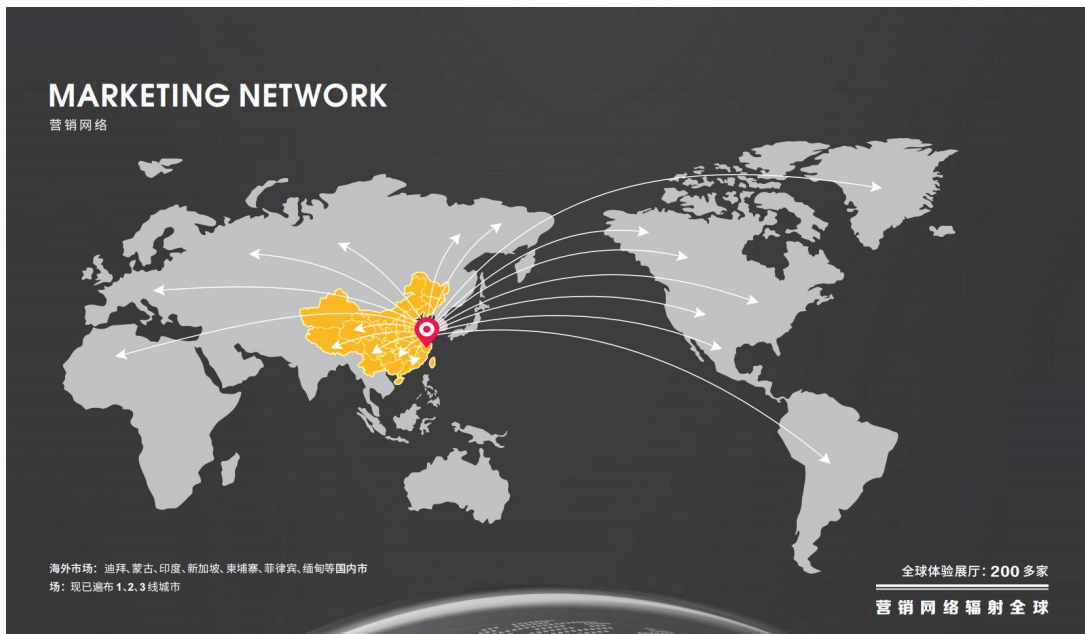 MARKETING NETWORK
营销网络
海外市场：迪拜、蒙古、印度、新加坡、柬埔寨、菲律宾、缅甸等国内市
场：现已遍布1、2、3线城市
全球体验展厅：200多家
营销网络辐射全球